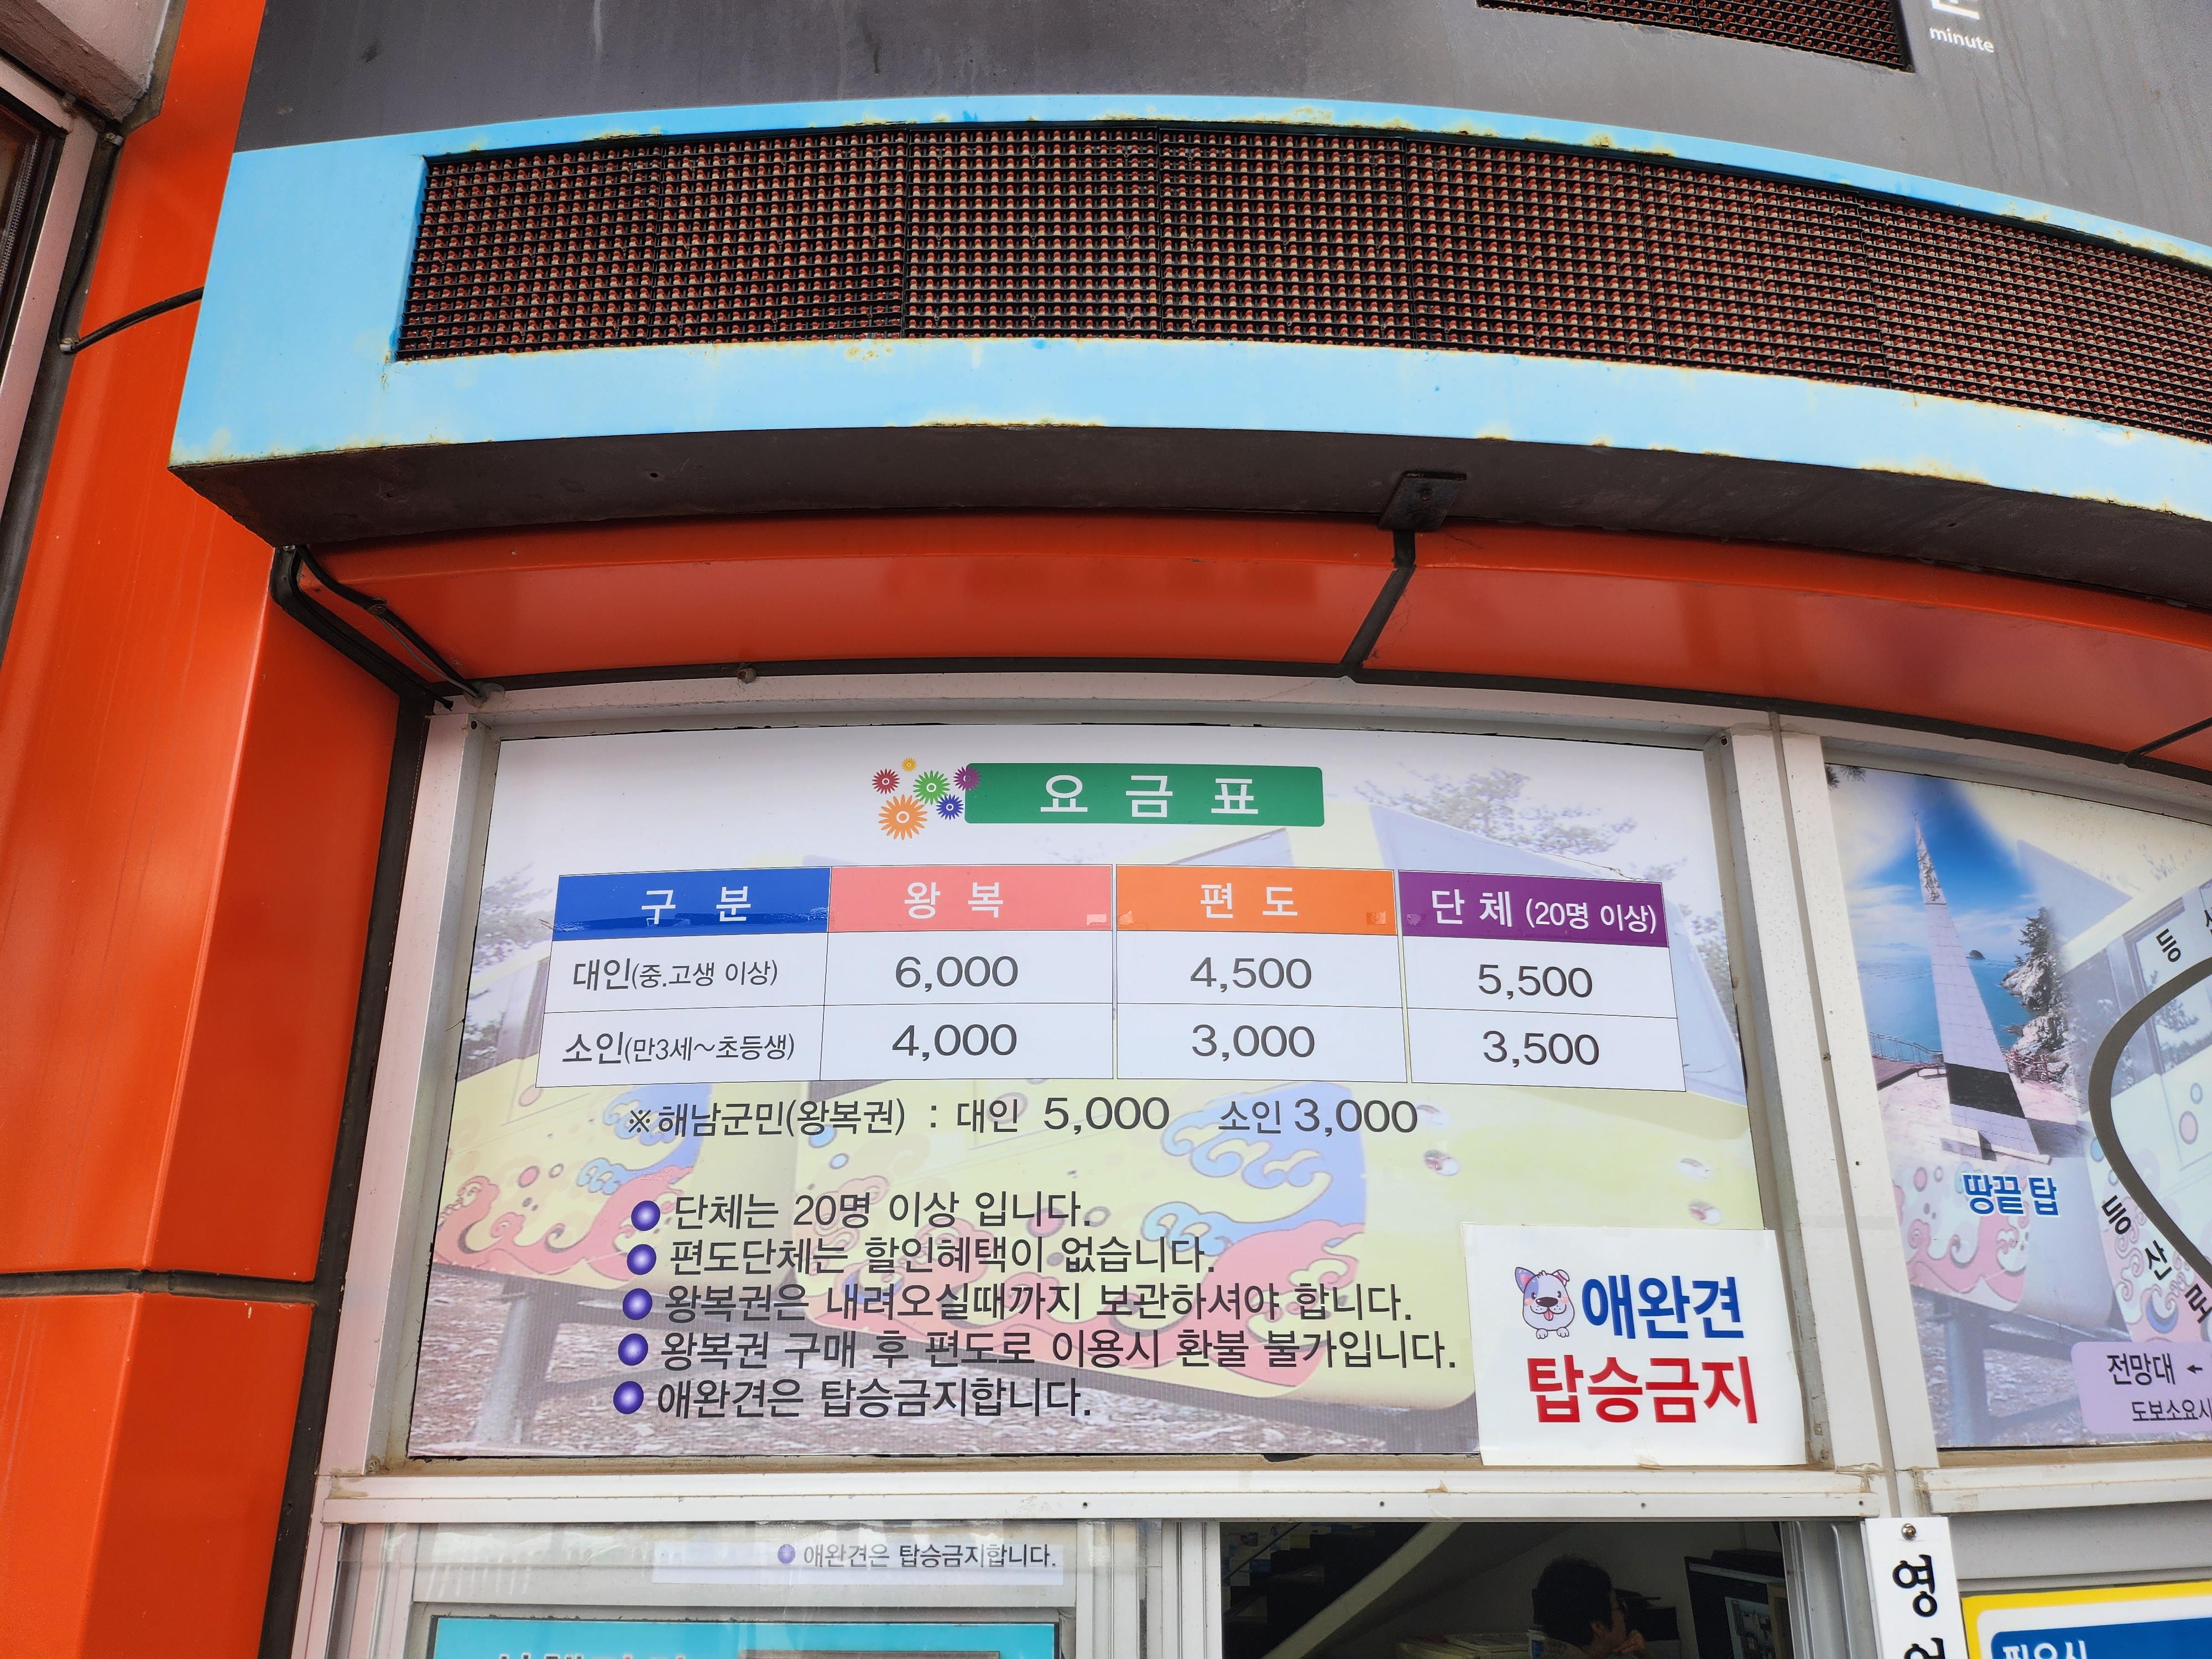 minute
요 금 표
구 분 왕 복 편 도 단 체 (20명 이상)
대인(중.고생 이상) 6,000 4,500 5,500
소인(만3세~초등생) 4,000 3,000 3,500
※해남군민(왕복권) : 대인 5,000 소인 3,000
단체는 20명 이상 입니다.
편도단체는 할인혜택이 없습니다.
왕복권은 내려오실때까지 보관하셔야 합니다.
왕복권 구매 후 편도로 이용시 환불 불가입니다.
애완견은 탑승금지합니다.
애완견
탑승금지
땅끝 탑
등
등산로
전망대 ←
도보소요시
애완견은 탑승금지합니다.
영